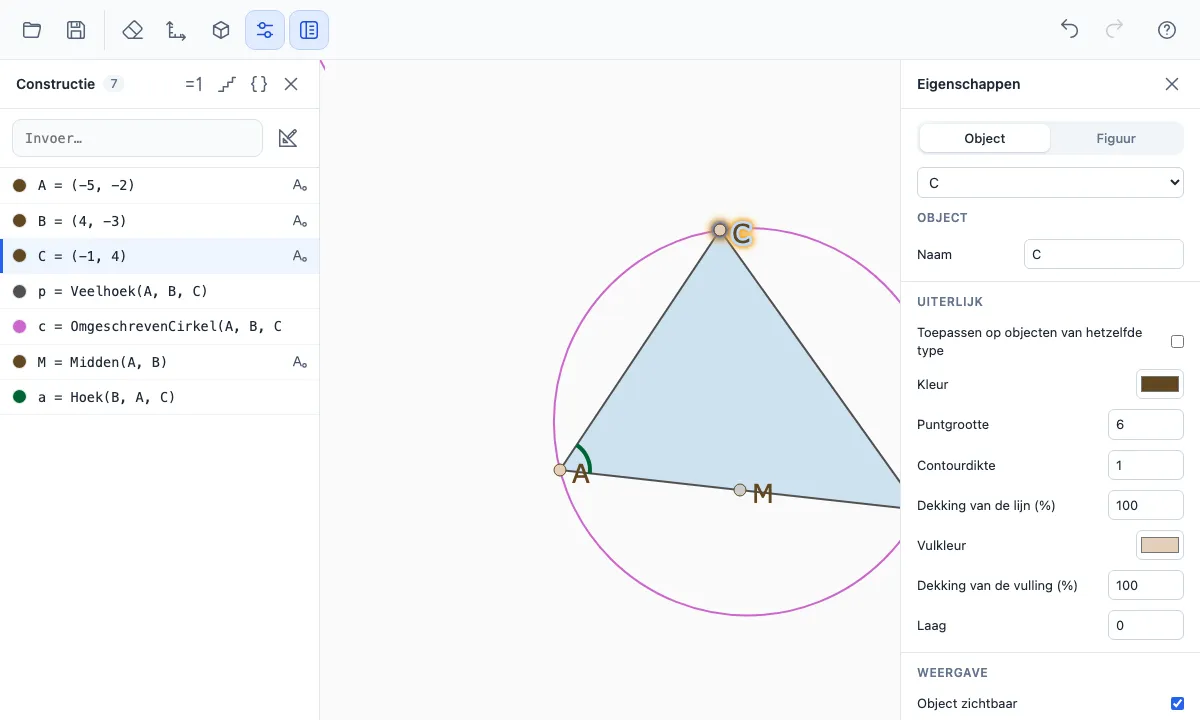 Constructie 7
=1
{}
Invoer…
A = (−5, −2)
B = (4, −3)
C = (−1, 4)
p = Veelhoek(A, B, C)
c = OmgeschrevenCirkel(A, B, C
M = Midden(A, B)
a = Hoek(B, A, C)
C
A
M
Eigenschappen
Object Figuur
C
OBJECT
Naam C
UITERLIJK
Toepassen op objecten van hetzelfde
type
Kleur
Puntgrootte 6
Contourdikte 1
Dekking van de lijn (%) 100
Vulkleur
Dekking van de vulling (%) 100
Laag 0
WEERGAVE
Object zichtbaar